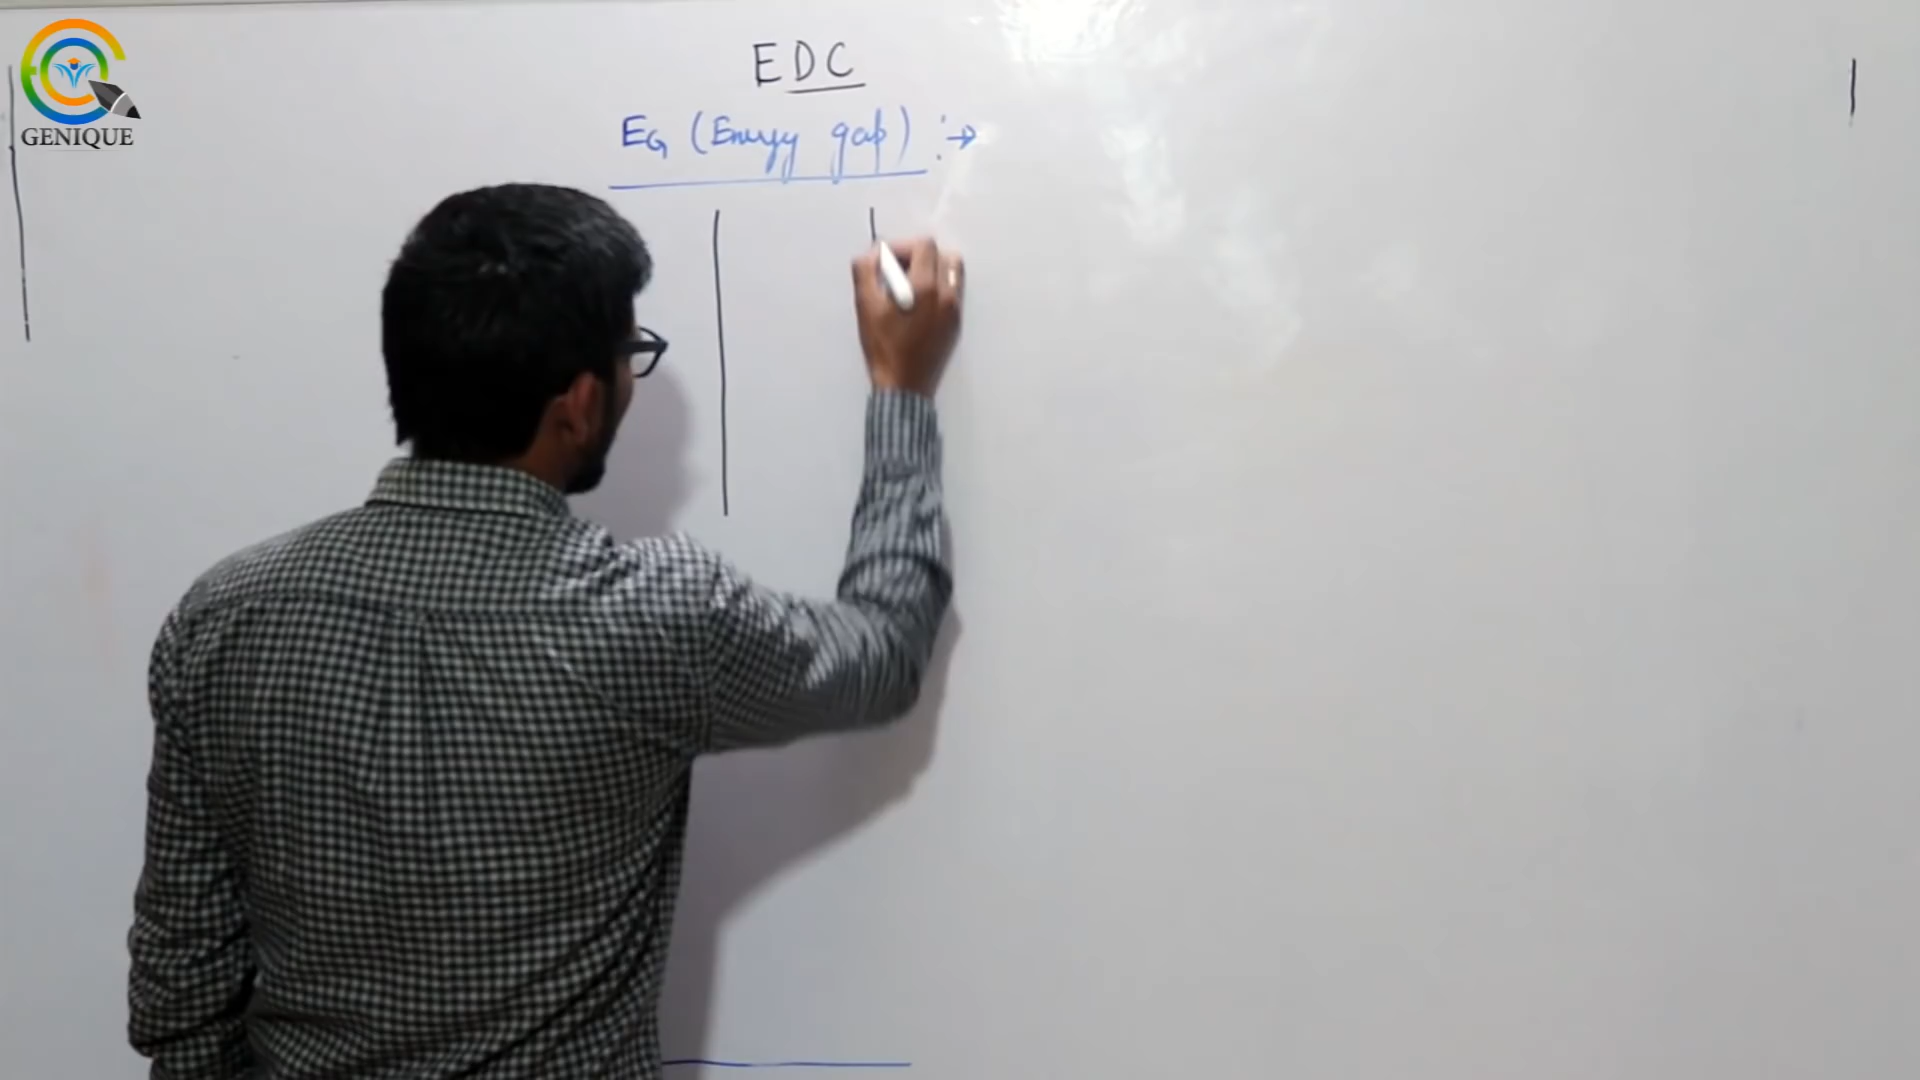 GENIQUE
EDC
EG (Energy gap) :→